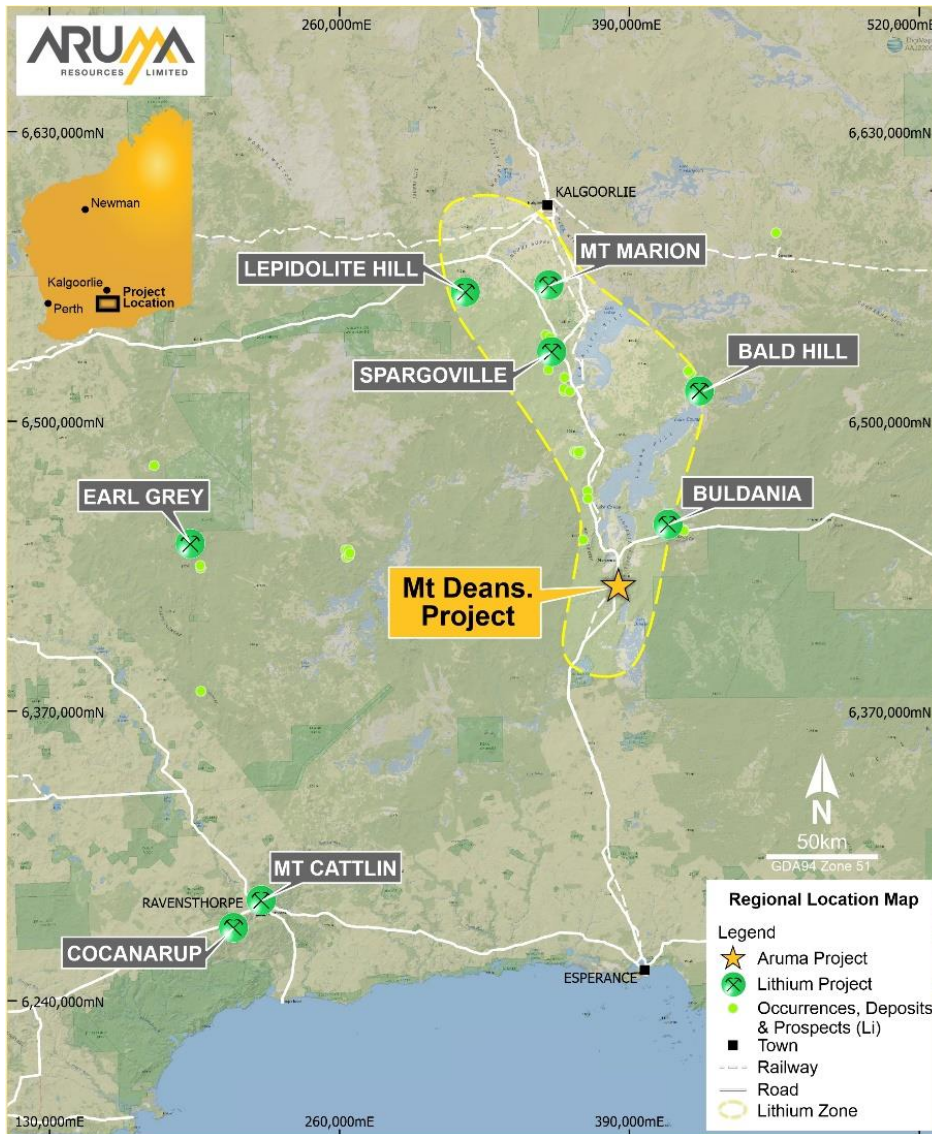 260,000mE
390,000mE
520,000mE
ARUMA
RESOURCES LIMITED
6,630,000mN
6,630,000mN
Newman
KALGOORLIE
MT MARION
LEPIDOLITE HILL
Kalgoorlie
Project
Location
Perth
SPARGOVILLE
BALD HILL
6,500,000mN
6,500,000mN
EARL GREY
BULDANIA
Mt Deans.
Project
6,370,000mN
6,370,000mN
N
50km
GDA94 Zone 51
MT CATTLIN
RAVENSTHORPE
COCANARUP
ESPERANCE
6,240,000mN
Regional Location Map
Legend
Aruma Project
Lithium Project
Occurrences, Deposits
& Prospects (Li)
Town
Railway
Road
Lithium Zone
130,000mE
260,000mE
390,000mE